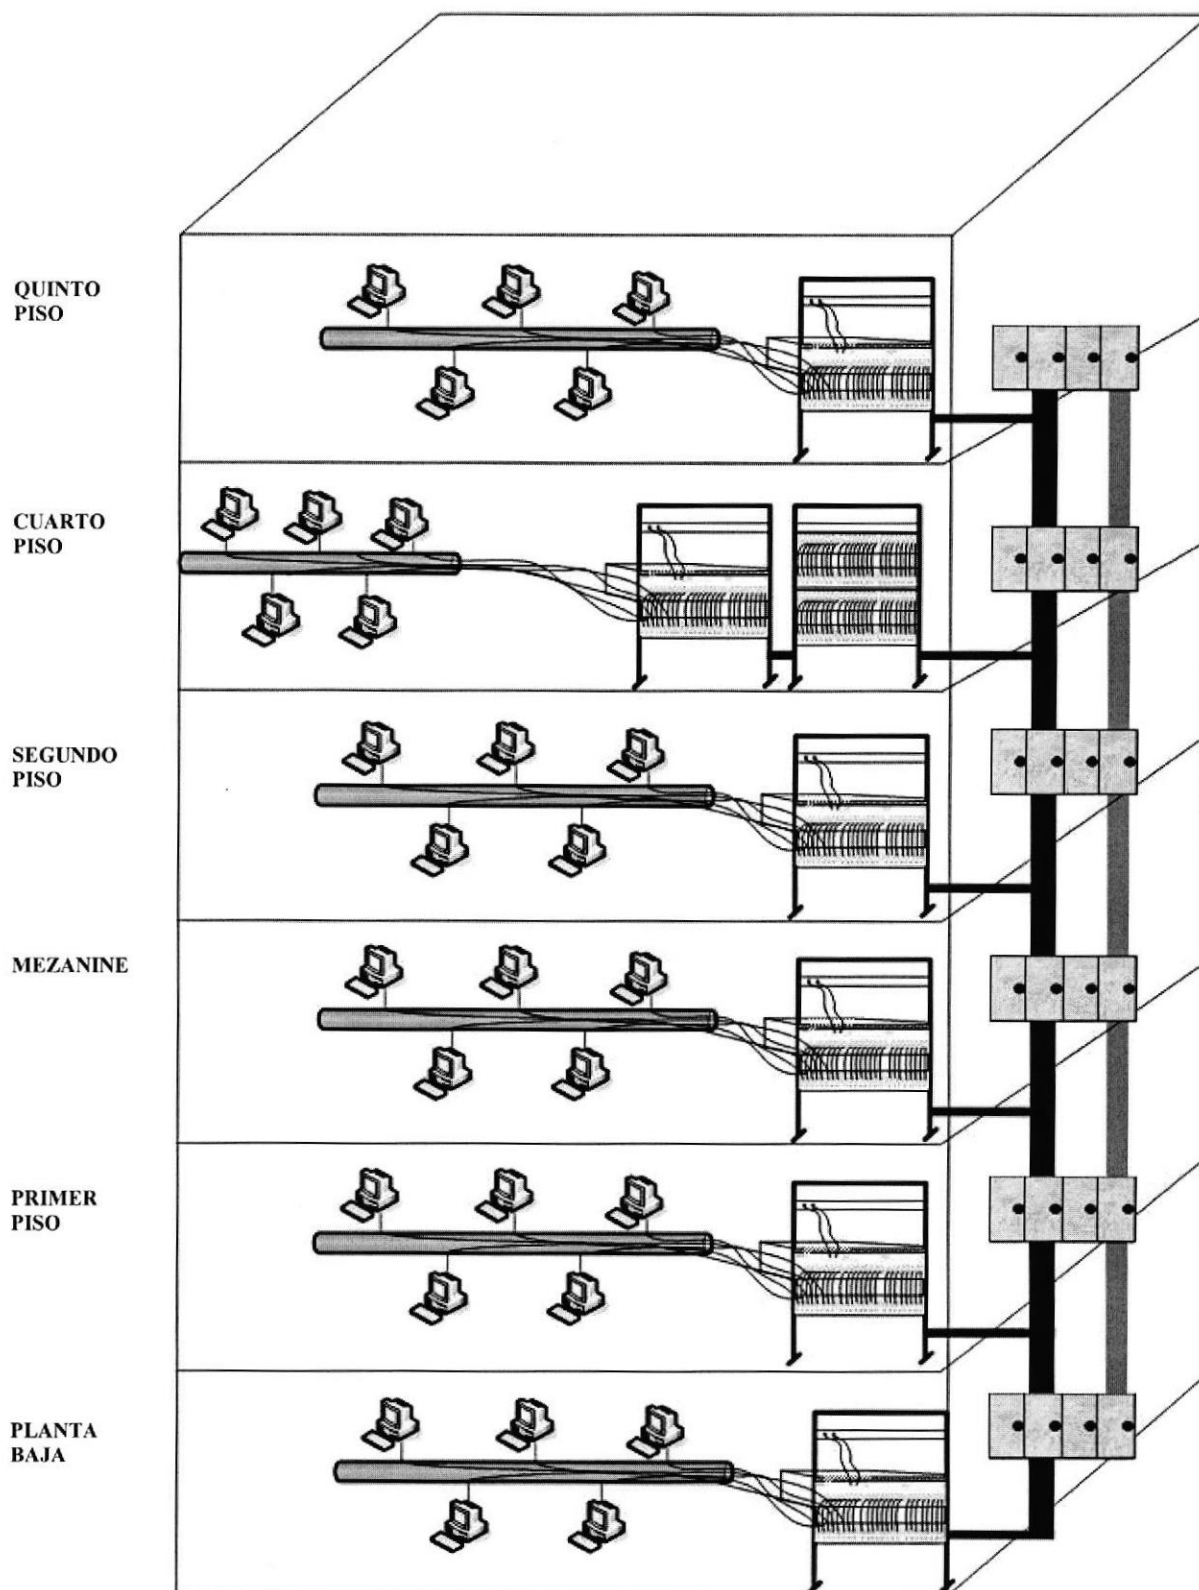 QUINTO
PISO
CUARTO
PISO
SEGUNDO
PISO
MEZANINE
PRIMER
PISO
PLANTA
BAJA